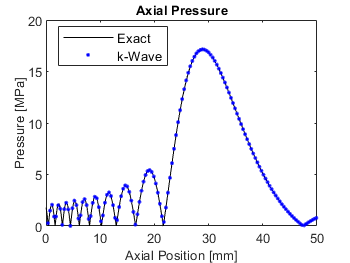 Axial Pressure
Exact
k-Wave
Pressure [MPa]
20
15
10
5
0
0 10 20 30 40 50
Axial Position [mm]